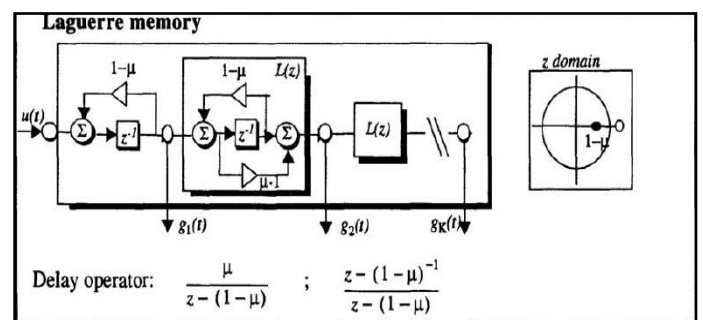 Laguerre memory
1-μ
1-μ
L(z)
z domain
u(t)
Σ
z⁻¹
Σ
z⁻¹
Σ
L(z)
1-μ
μ-1
g₁(t)
g₂(t)
g_K(t)
Delay operator: μ / z - (1-μ) ; z - (1-μ)⁻¹ / z - (1-μ)